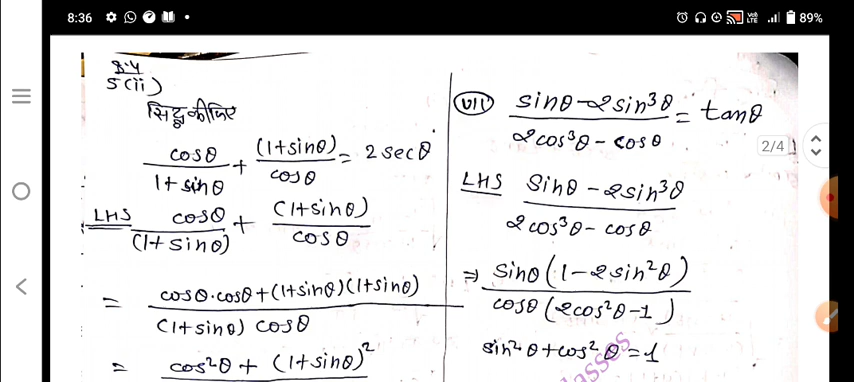 8:36
89%
8.4
5(ii)
सिद्ध कीजिए
cosθ/(1+sinθ) + (1+sinθ)/cosθ = 2secθ
LHS cosθ/(1+sinθ) + (1+sinθ)/cosθ
= (cosθ·cosθ+(1+sinθ)(1+sinθ))/((1+sinθ)cosθ)
= cos²θ + (1+sinθ)²
(VII) (sinθ-2sin³θ)/(2cos³θ-cosθ) = tanθ
2/4
LHS (sinθ-2sin³θ)/(2cos³θ-cosθ)
⇒ sinθ(1-2sin²θ)/(cosθ(2cos²θ-1))
sin²θ+cos²θ=1